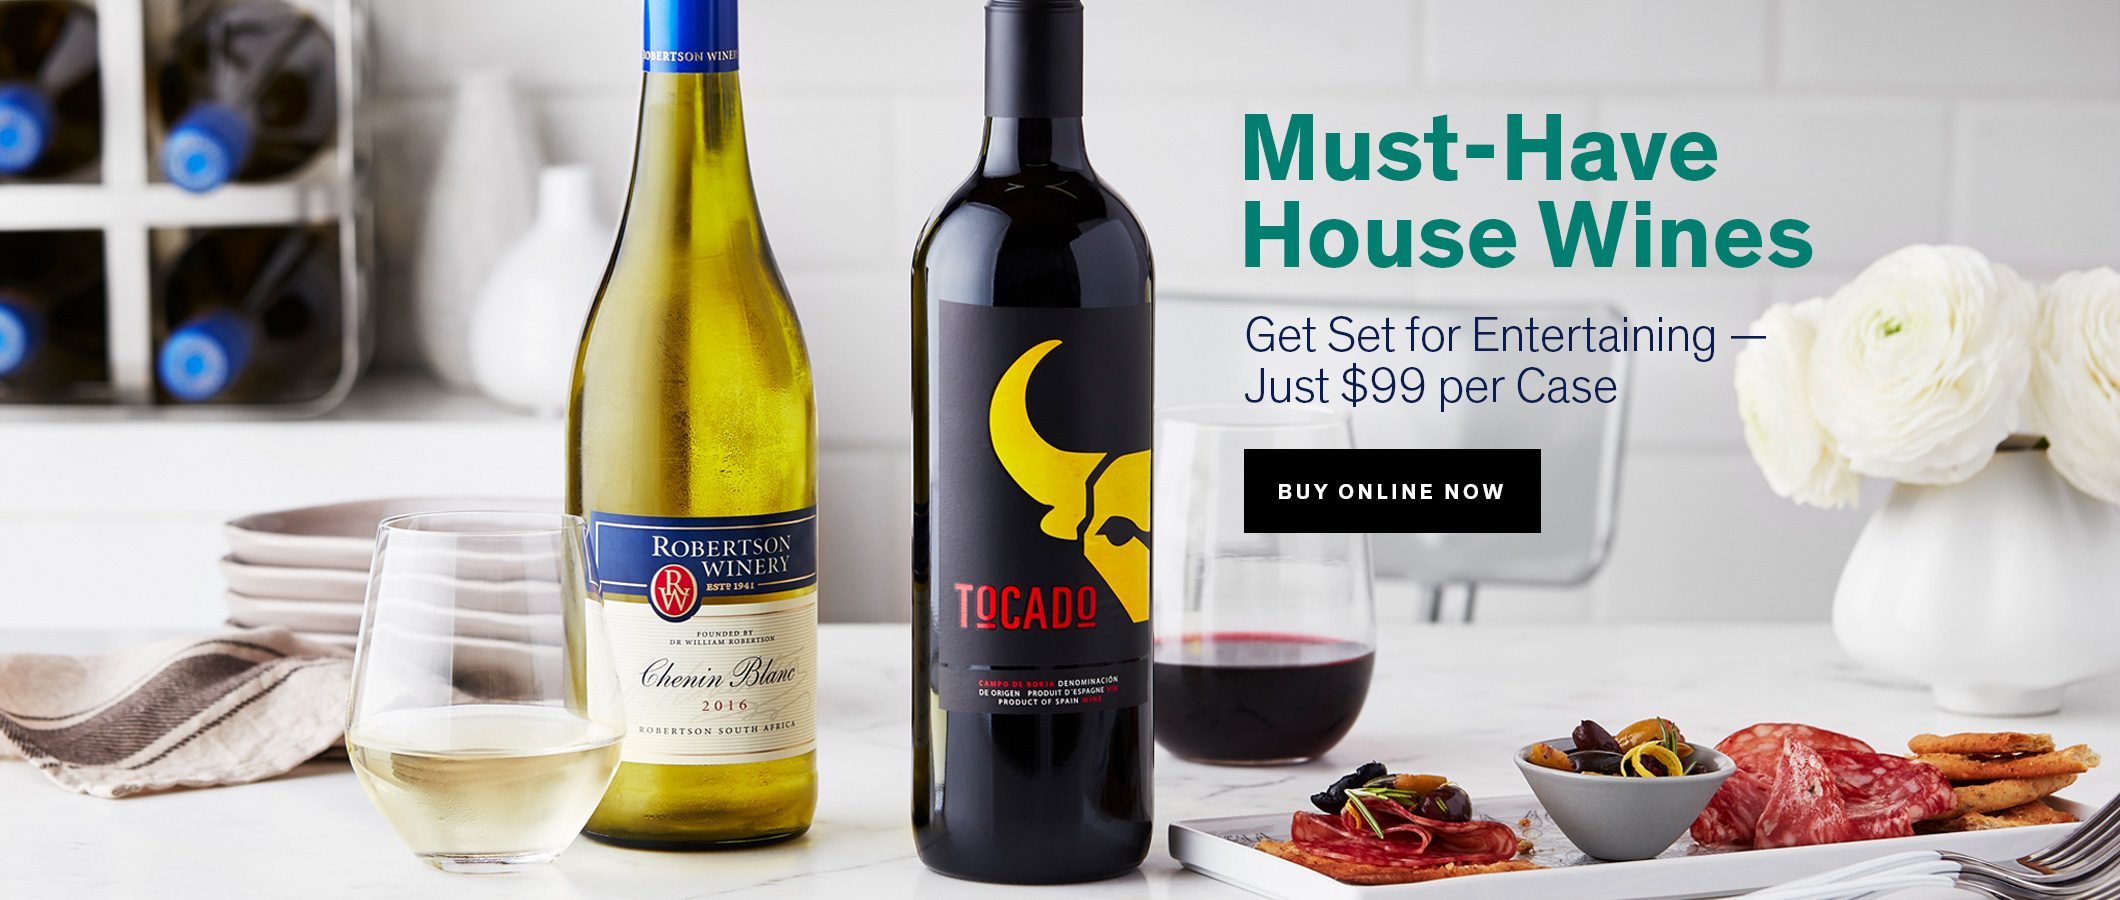 ROBERTSON WINERY
Must-Have
House Wines
Get Set for Entertaining —
Just $99 per Case
BUY ONLINE NOW
ROBERTSON
WINERY
RW
ESTD 1941
FOUNDED BY
DR WILLIAM ROBERTSON
Chenin Blanc
2016
ROBERTSON SOUTH AFRICA
TOCADO
CAMPO DE BORJA DENOMINACIÓN
DE ORIGEN PRODUIT D'ESPAGNE VIN
PRODUCT OF SPAIN WINE